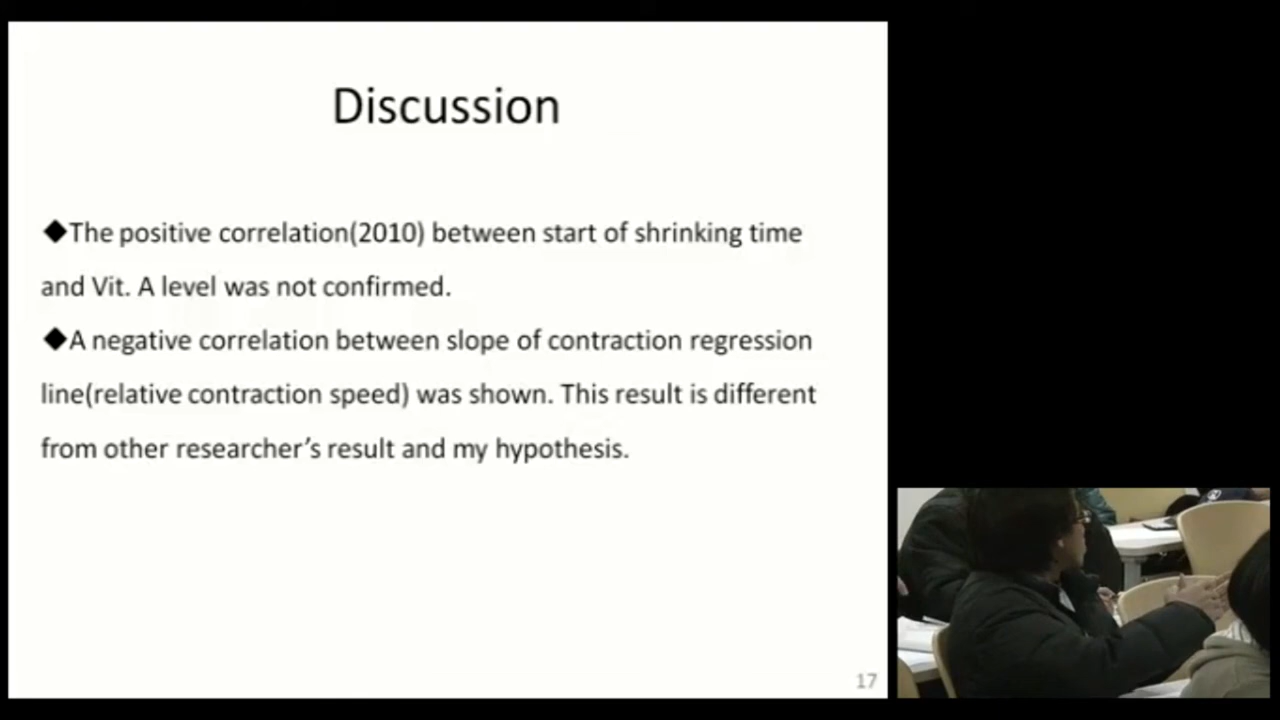 Discussion
◆The positive correlation(2010) between start of shrinking time
and Vit. A level was not confirmed.
◆A negative correlation between slope of contraction regression
line(relative contraction speed) was shown. This result is different
from other researcher’s result and my hypothesis.
17